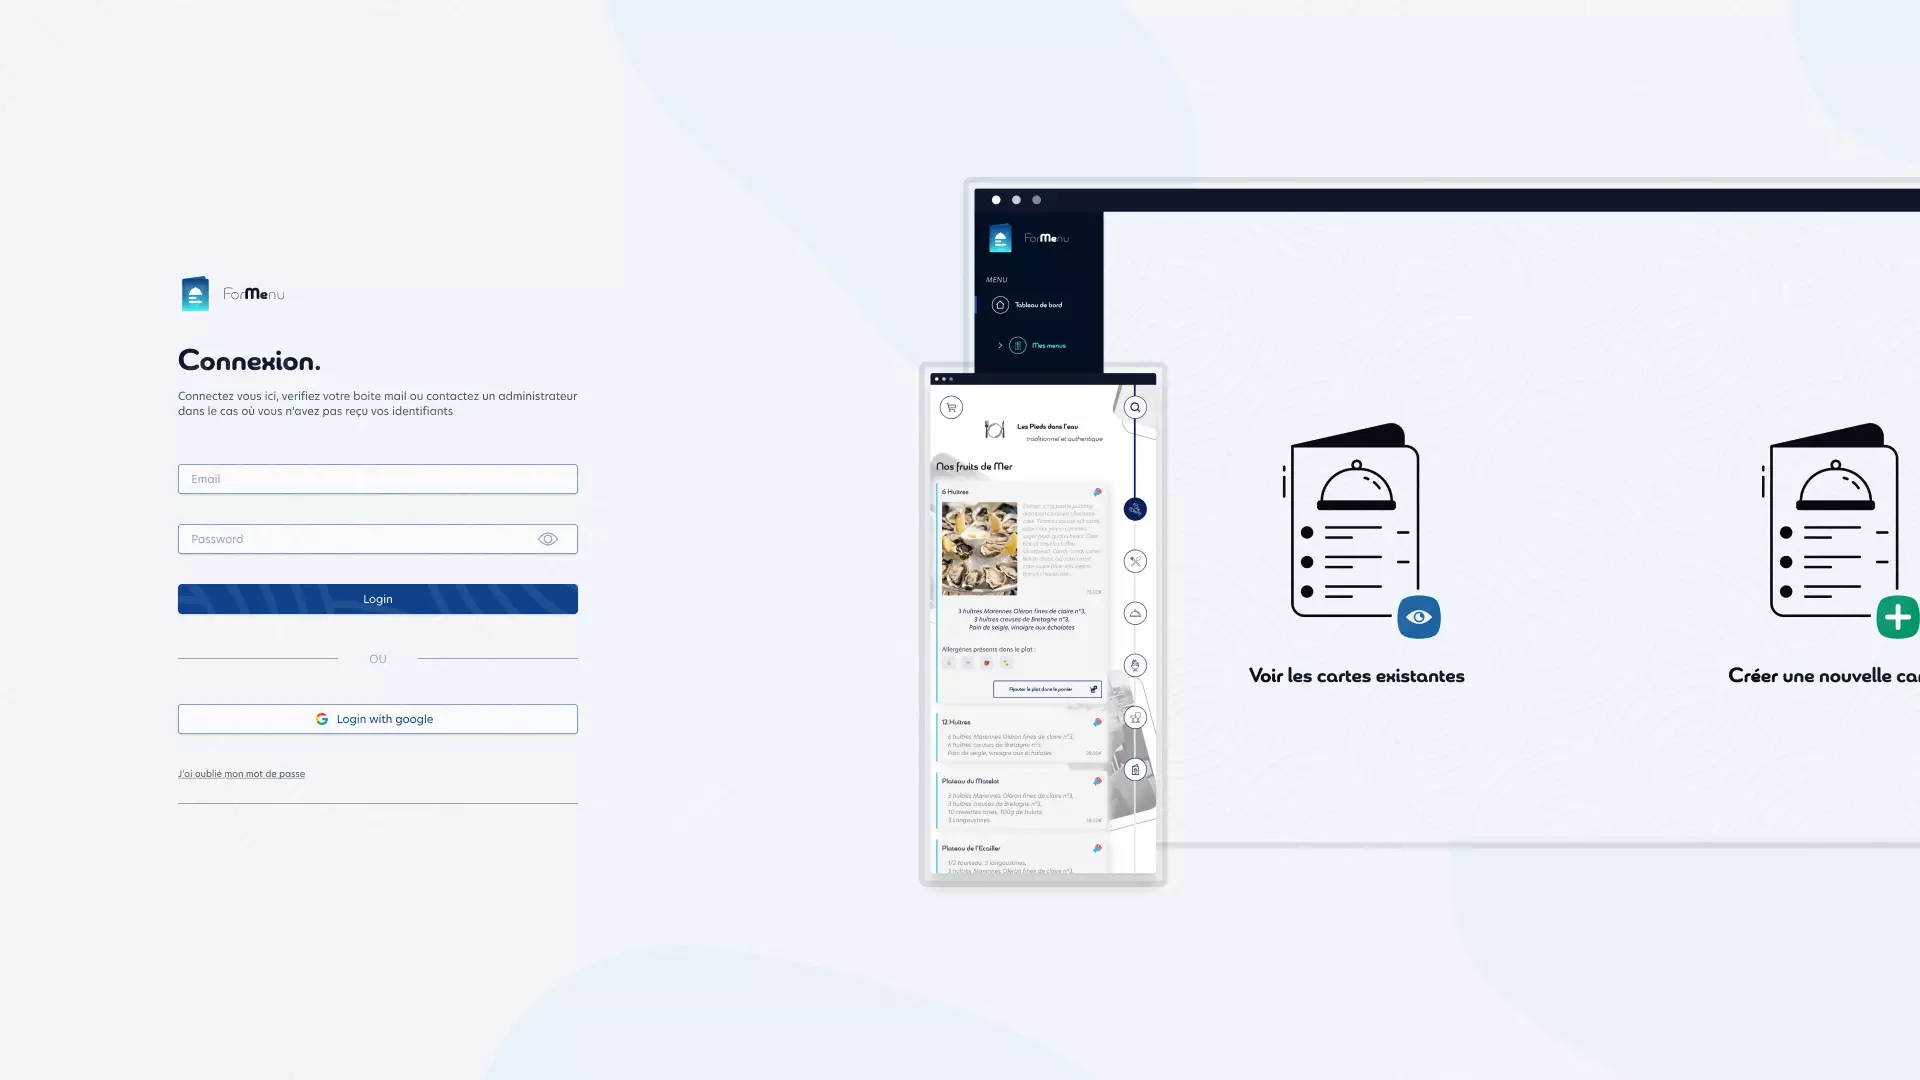 ForMenu
Connexion.
Connectez vous ici, verifiez votre boite mail ou contactez un administrateur
dans le cas où vous n'avez pas reçu vos identifiants
Email
Password
Login
OU
Login with google
J'ai oublié mon mot de passe
ForMenu
MENU
Tableau de bord
Mes menus
Les Pieds dans l'eau
traditionnel et authentique
Nos fruits de Mer
6 Huitres
3 huîtres Marennes Oléron fines de claire n°3,
3 huîtres creuses de Bretagne n°3,
Pain de seigle, vinaigre aux échalotes
Allergènes présents dans le plat :
Ajouter le plat dans le panier
12 Huitres
6 huîtres Marennes Oléron fines de claire n°3,
6 huîtres creuses de Bretagne n°3,
Pain de seigle, vinaigre aux échalotes
Plateau du Matelot
3 huîtres Marennes Oléron fines de claire n°3,
3 huîtres creuses de Bretagne n°3,
10 crevettes roses, 100g de bulots,
3 Langoustines
Plateau de l'Ecailler
1/2 tourteau, 3 langoustines,
3 huîtres Marennes Oléron fines de claire n°3,
Voir les cartes existantes
Créer une nouvelle car